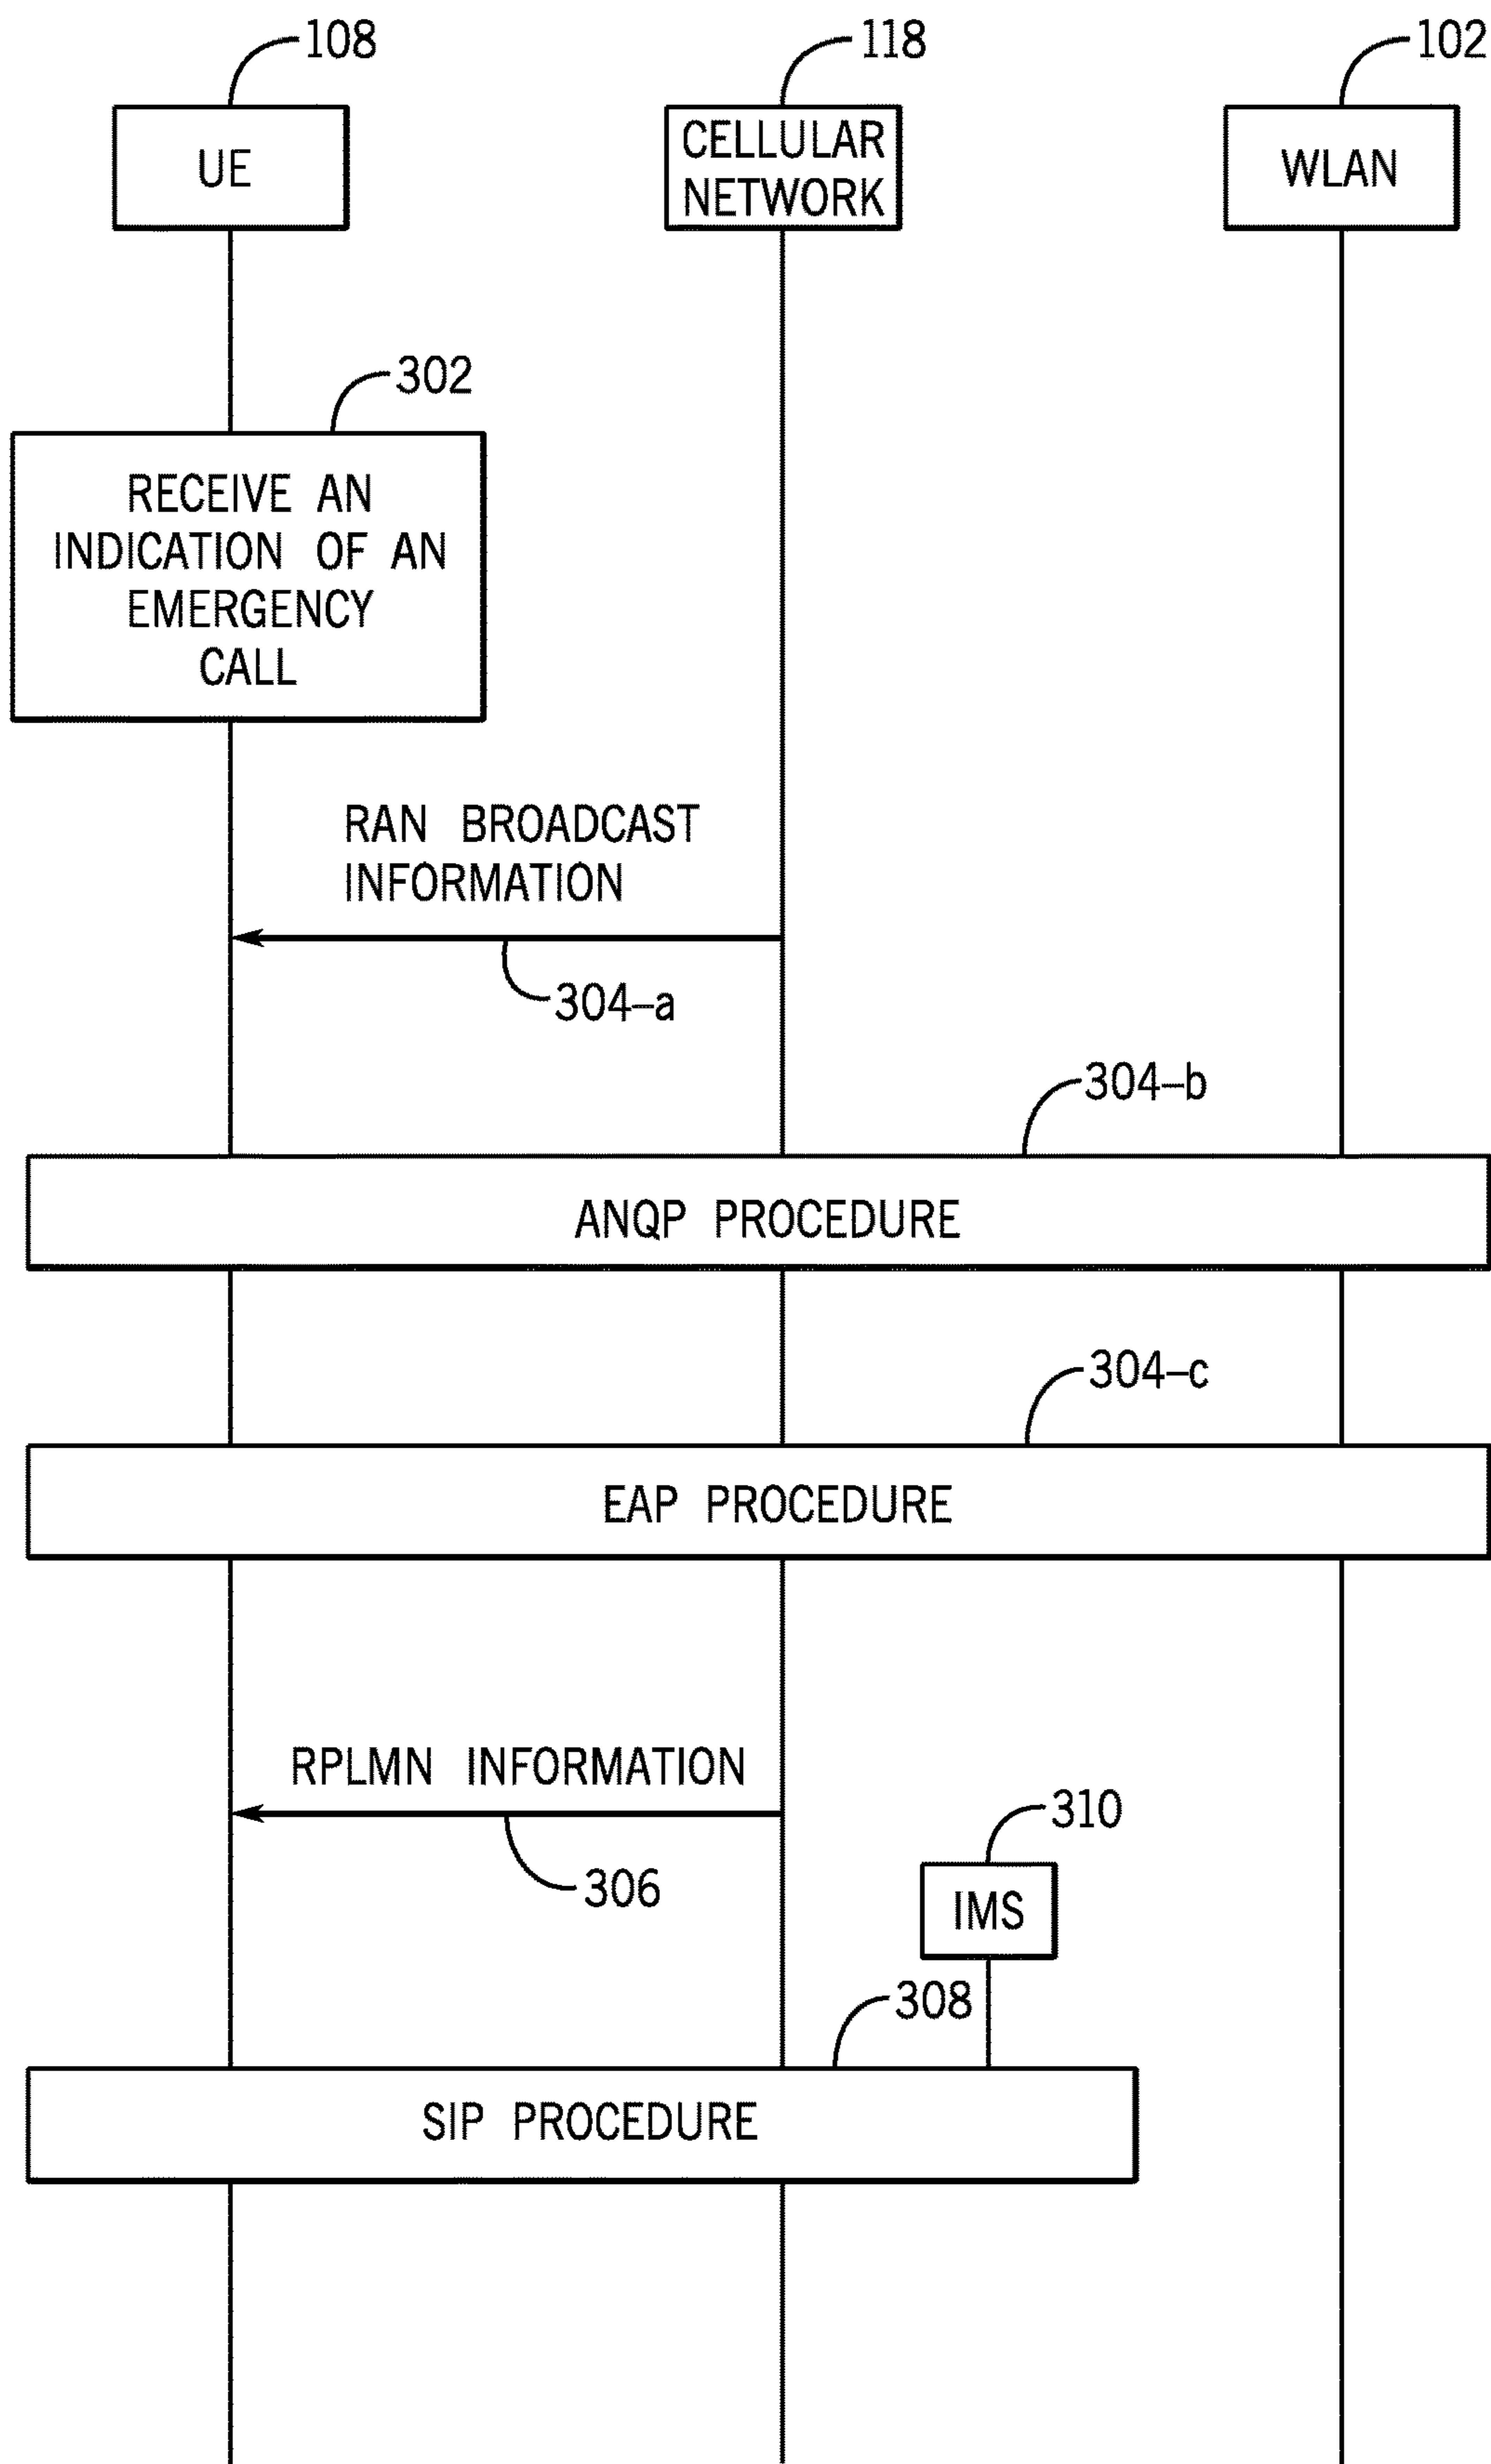 108
118
102
UE
CELLULAR
NETWORK
WLAN
302
RECEIVE AN
INDICATION OF AN
EMERGENCY
CALL
RAN BROADCAST
INFORMATION
304–a
304–b
ANQP PROCEDURE
304–c
EAP PROCEDURE
RPLMN INFORMATION
306
310
IMS
308
SIP PROCEDURE